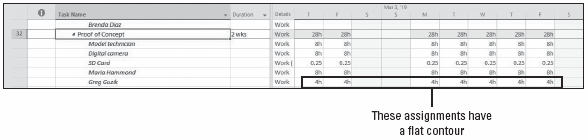 Mar 3, '19
Task Name Duration Details T F S S M T W T F S
Brenda Diaz Work
32 Proof of Concept 2 wks Work 28h 28h 28h 28h 28h 28h 28h
Model technician Work 8h 8h 8h 8h 8h 8h 8h
Digital camera Work 8h 8h 8h 8h 8h 8h 8h
SD Card Work ( 0.25 0.25 0.25 0.25 0.25 0.25 0.25
Maria Hammond Work 8h 8h 8h 8h 8h 8h 8h
Greg Guzik Work 4h 4h 4h 4h 4h 4h 4h
These assignments have
a flat contour